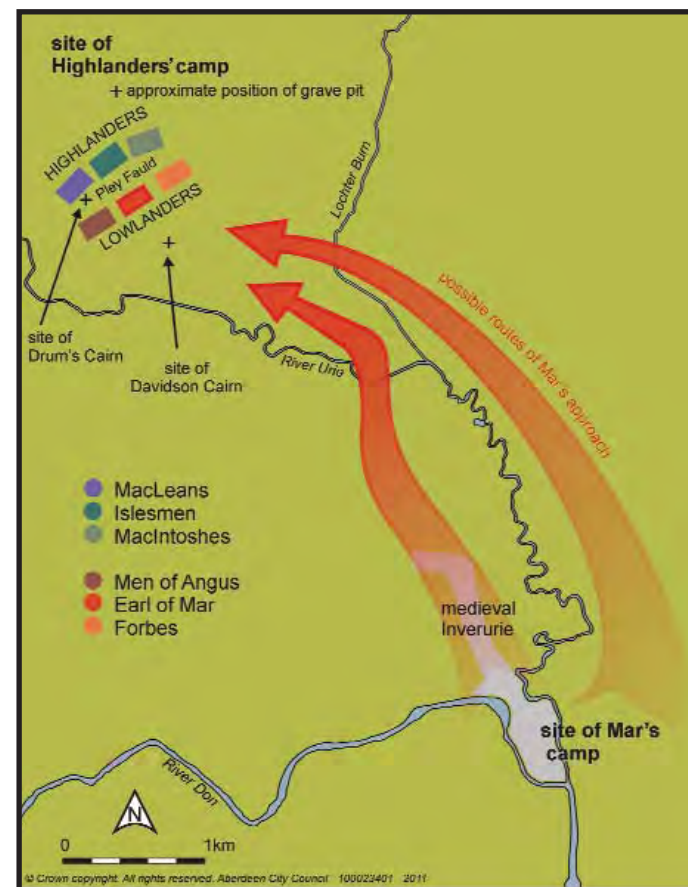 site of
Highlanders' camp
+ approximate position of grave pit
HIGHLANDERS
Pley Fauld
LOWLANDERS
Lochter Burn
possible routes of Mar's approach
site of
Drum's Cairn
site of
Davidson Cairn
River Urie
MacLeans
Islesmen
MacIntoshes
Men of Angus
Earl of Mar
Forbes
medieval
Inverurie
site of Mar's
camp
River Don
N
0 1km
© Crown copyright. All rights reserved. Aberdeen City Council 100023401 2011